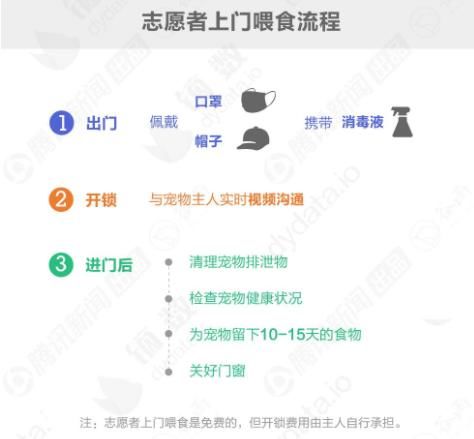 志愿者上门喂食流程
1 出门 佩戴 口罩 帽子 携带 消毒液
2 开锁 与宠物主人实时视频沟通
3 进门后
清理宠物排泄物
检查宠物健康状况
为宠物留下10-15天的食物
关好门窗
注：志愿者上门喂食是免费的，但开锁费用由主人自行承担。
腾讯新闻 出品
数
dydata.io